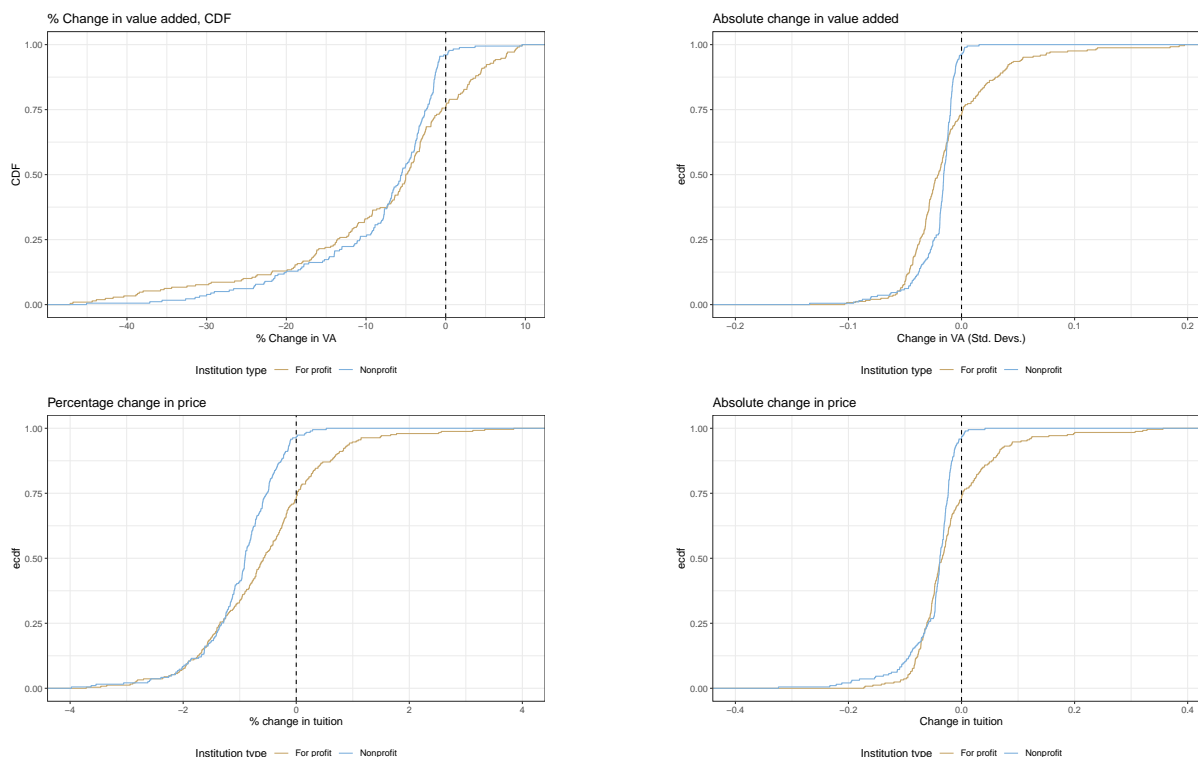 % Change in value added, CDF
1.00
0.75
0.50
0.25
0.00
CDF
−40 −30 −20 −10 0 10
% Change in VA
Institution type For profit Nonprofit
Absolute change in value added
1.00
0.75
0.50
0.25
0.00
ecdf
−0.2 −0.1 0.0 0.1 0.2
Change in VA (Std. Devs.)
Institution type For profit Nonprofit
Percentage change in price
1.00
0.75
0.50
0.25
0.00
ecdf
−4 −2 0 2 4
% change in tuition
Institution type For profit Nonprofit
Absolute change in price
1.00
0.75
0.50
0.25
0.00
ecdf
−0.4 −0.2 0.0 0.2 0.4
Change in tuition
Institution type For profit Nonprofit